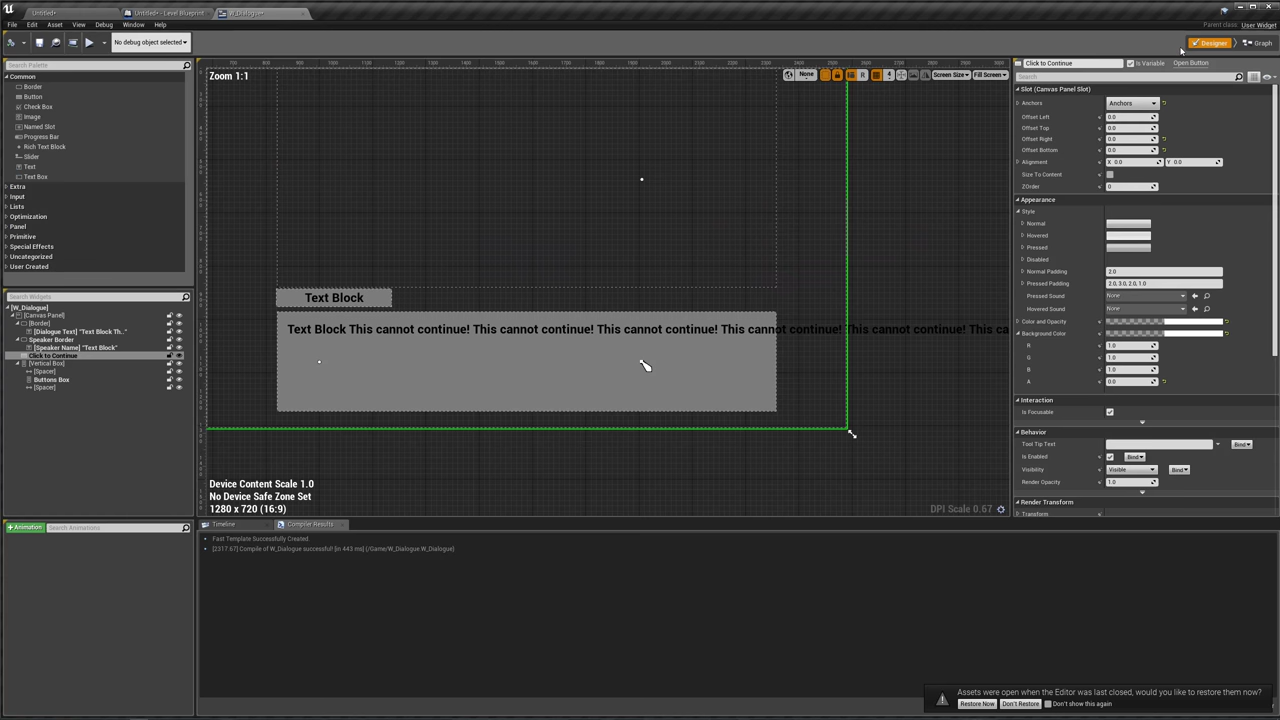 Untitled*
Untitled* - Level Blueprint
W_Dialogue*
File Edit Asset View Debug Window Help
Parent class: User Widget
No debug object selected
Designer
Graph
Search Palette
Common
Border
Button
Check Box
Image
Named Slot
Progress Bar
Rich Text Block
Slider
Text
Text Box
Extra
Input
Lists
Optimization
Panel
Primitive
Special Effects
Uncategorized
User Created
Search Widgets
[W_Dialogue]
[Canvas Panel]
[Border]
[Dialogue Text] "Text Block Th.."
Speaker Border
[Speaker Name] "Text Block"
Click to Continue
[Vertical Box]
[Spacer]
Buttons Box
[Spacer]
+Animation
Search Animations
Zoom 1:1
None
R
4
Screen Size
Fill Screen
Text Block
Text Block This cannot continue! This cannot continue! This cannot continue! This cannot continue! This cannot continue! This ca
Device Content Scale 1.0
No Device Safe Zone Set
1280 x 720 (16:9)
DPI Scale 0.67
Timeline
Compiler Results
Fast Template Successfully Created.
[2317.67] Compile of W_Dialogue successful! [in 443 ms] (/Game/W_Dialogue.W_Dialogue)
Click to Continue
Is Variable
Open Button
Search
Slot (Canvas Panel Slot)
Anchors
Anchors
Offset Left 0.0
Offset Top 0.0
Offset Right 0.0
Offset Bottom 0.0
Alignment X 0.0 Y 0.0
Size To Content
ZOrder 0
Appearance
Style
Normal
Hovered
Pressed
Disabled
Normal Padding 2.0
Pressed Padding 2.0, 3.0, 2.0, 1.0
Pressed Sound None
Hovered Sound None
Color and Opacity
Background Color
R 1.0
G 1.0
B 1.0
A 0.0
Interaction
Is Focusable
Behavior
Tool Tip Text Bind
Is Enabled Bind
Visibility Visible Bind
Render Opacity 1.0
Render Transform
Transform
Assets were open when the Editor was last closed, would you like to restore them now?
Restore Now
Don't Restore
Don't show this again